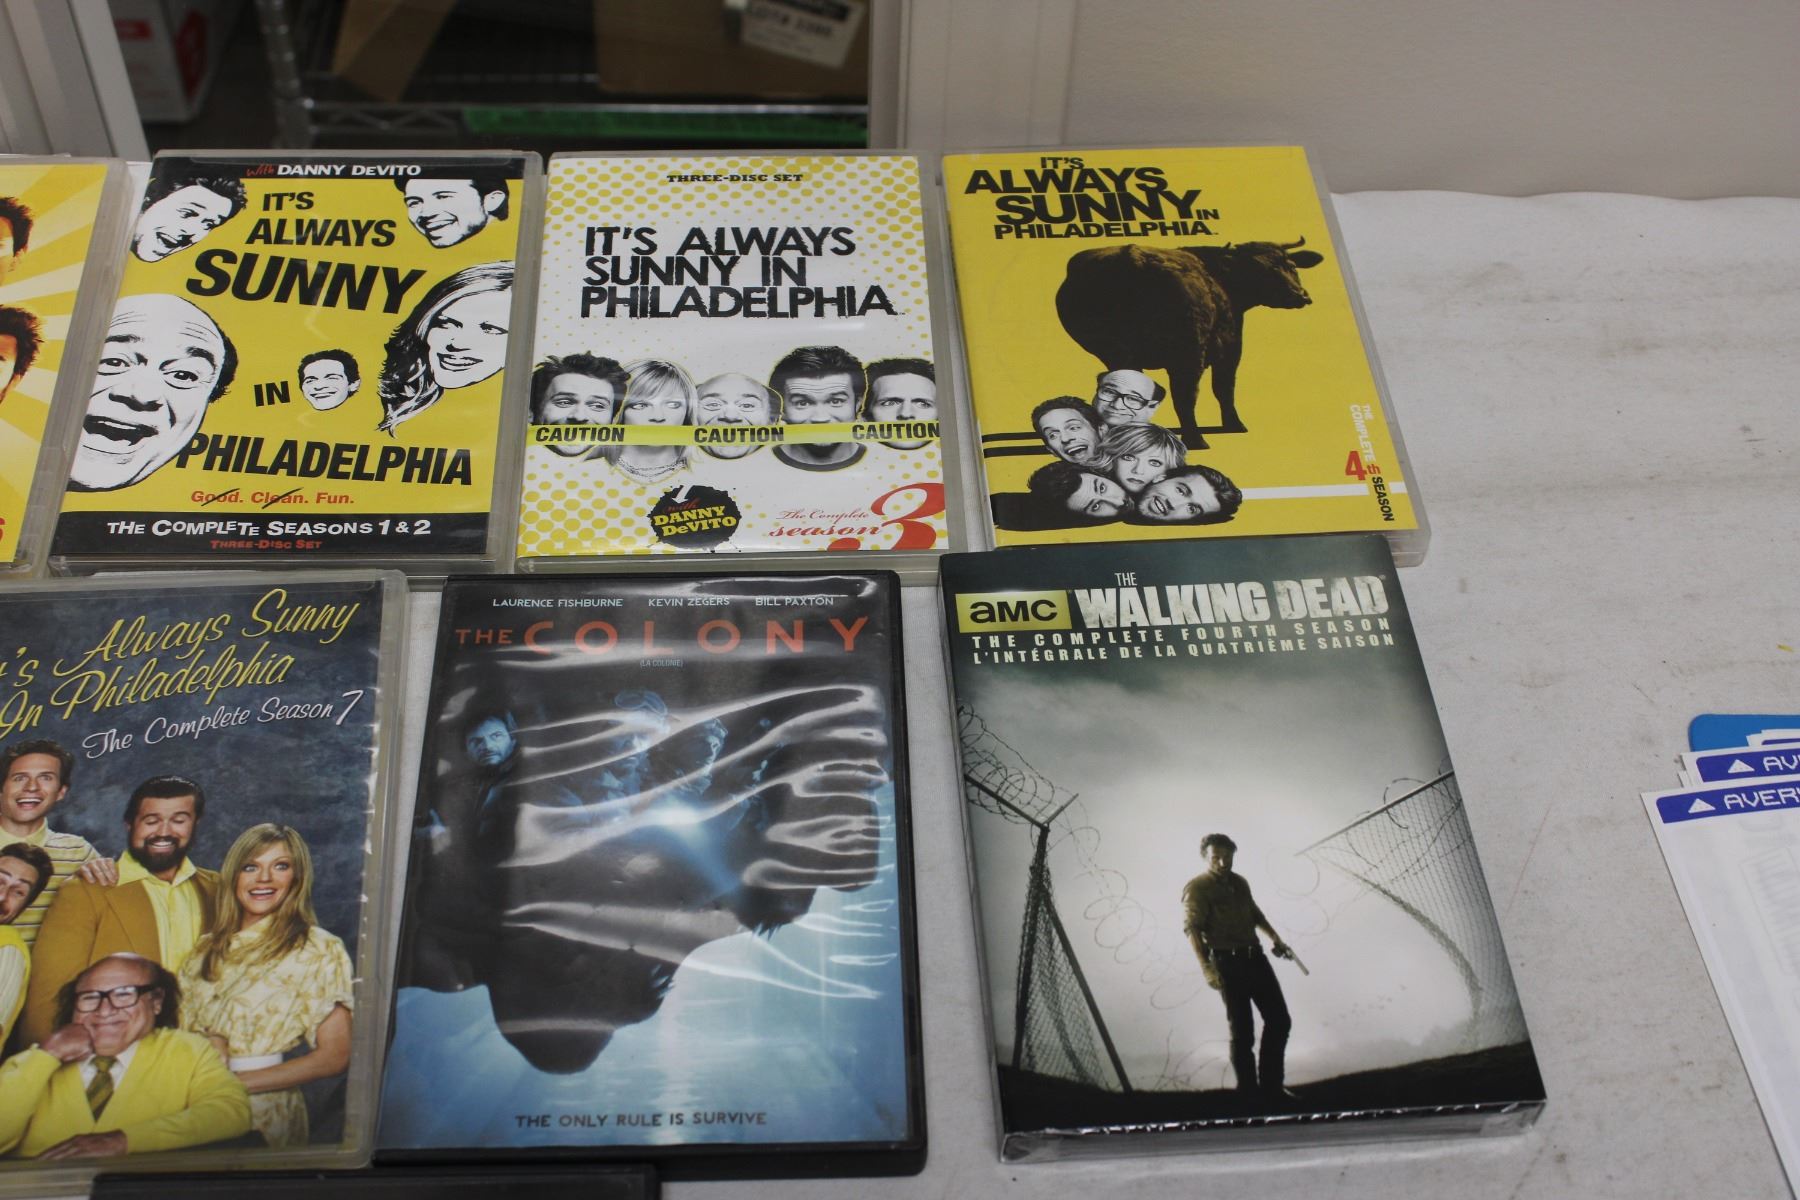 with DANNY DeVITO
IT'S
ALWAYS
SUNNY
IN
PHILADELPHIA
Good. Clean. Fun.
THE COMPLETE SEASONS 1 & 2
THREE-DISC SET
THREE-DISC SET
IT'S ALWAYS
SUNNY IN
PHILADELPHIA
CAUTION CAUTION CAUTION
with
DANNY
DeVITO
The Complete
season 3
IT'S
ALWAYS
SUNNY IN
PHILADELPHIA
THE COMPLETE
4th SEASON
Always Sunny
In Philadelphia
The Complete Season 7
LAURENCE FISHBURNE KEVIN ZEGERS BILL PAXTON
THE COLONY
(LA COLONIE)
THE ONLY RULE IS SURVIVE
THE
aMC WALKING DEAD
THE COMPLETE FOURTH SEASON
L'INTÉGRALE DE LA QUATRIÈME SAISON